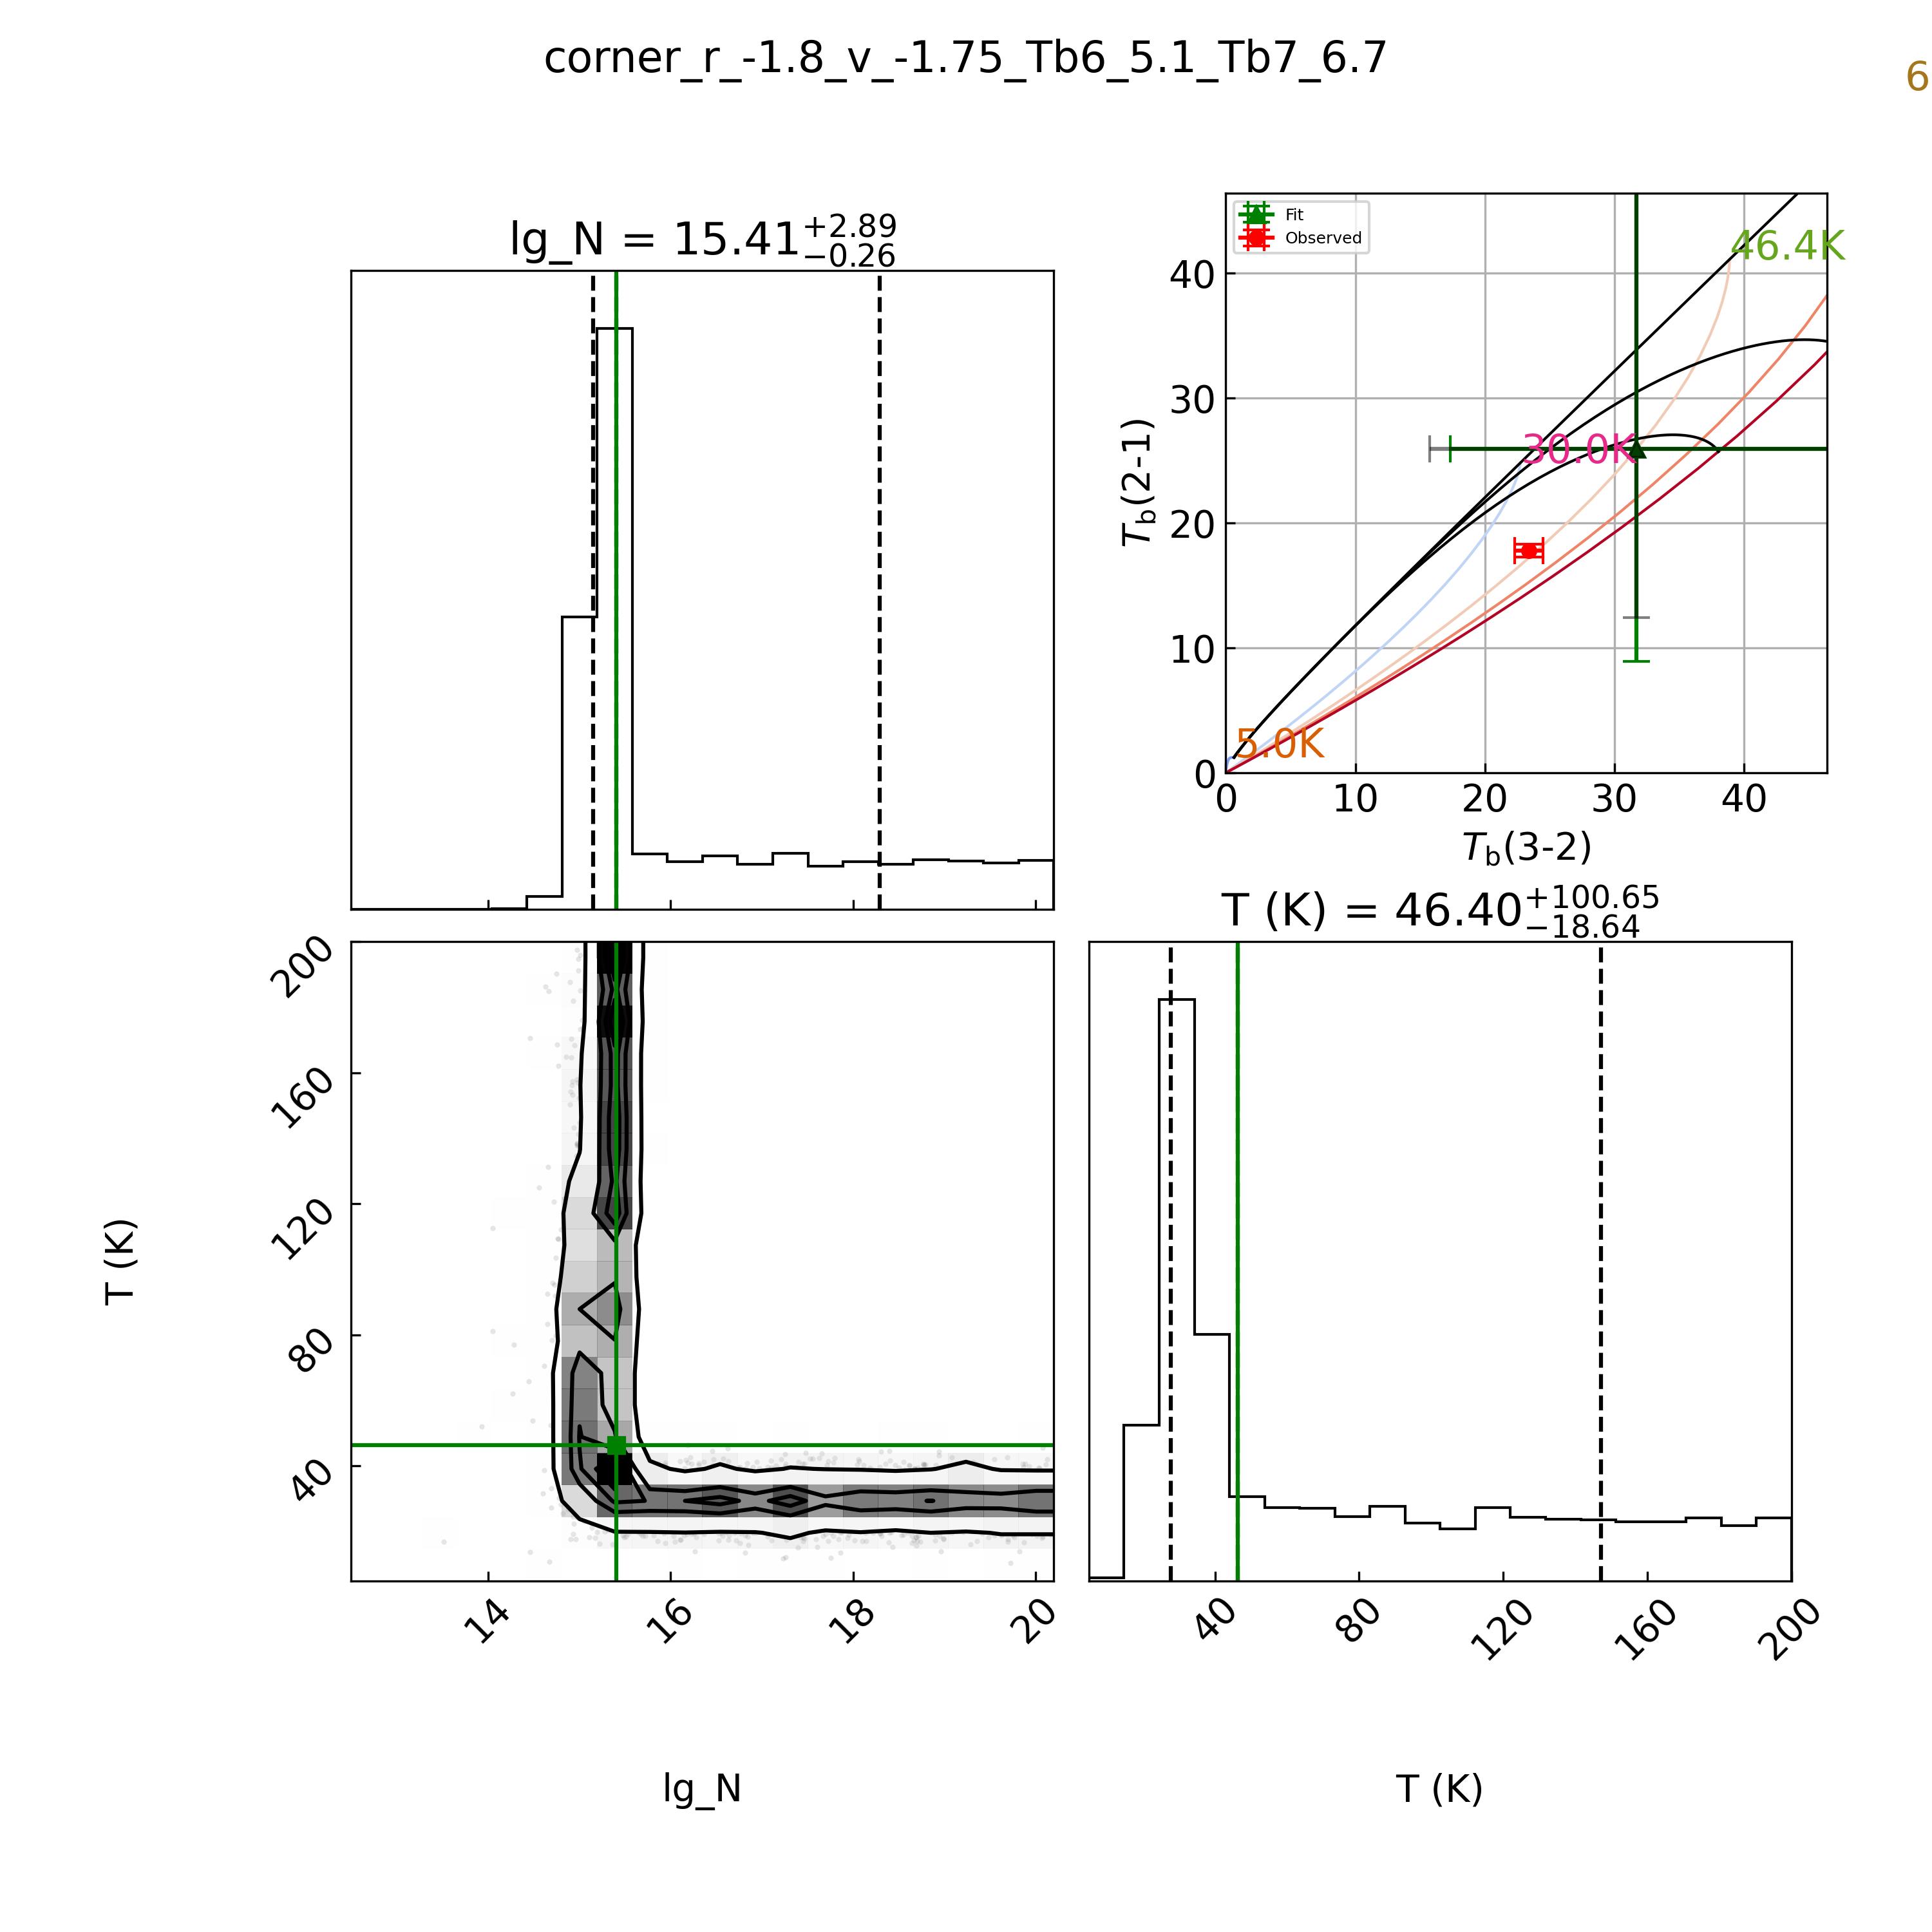 corner_r_-1.8_v_-1.75_Tb6_5.1_Tb7_6.7
6
lg_N = 15.41+2.89−0.26
Fit
Observed
46.4K
30.0K
5.0K
40
30
20
10
0
0 10 20 30 40
Tb(2-1)
Tb(3-2)
T (K) = 46.40+100.65−18.64
200
160
120
80
40
T (K)
14 16 18 20
40 80 120 160 200
lg_N
T (K)